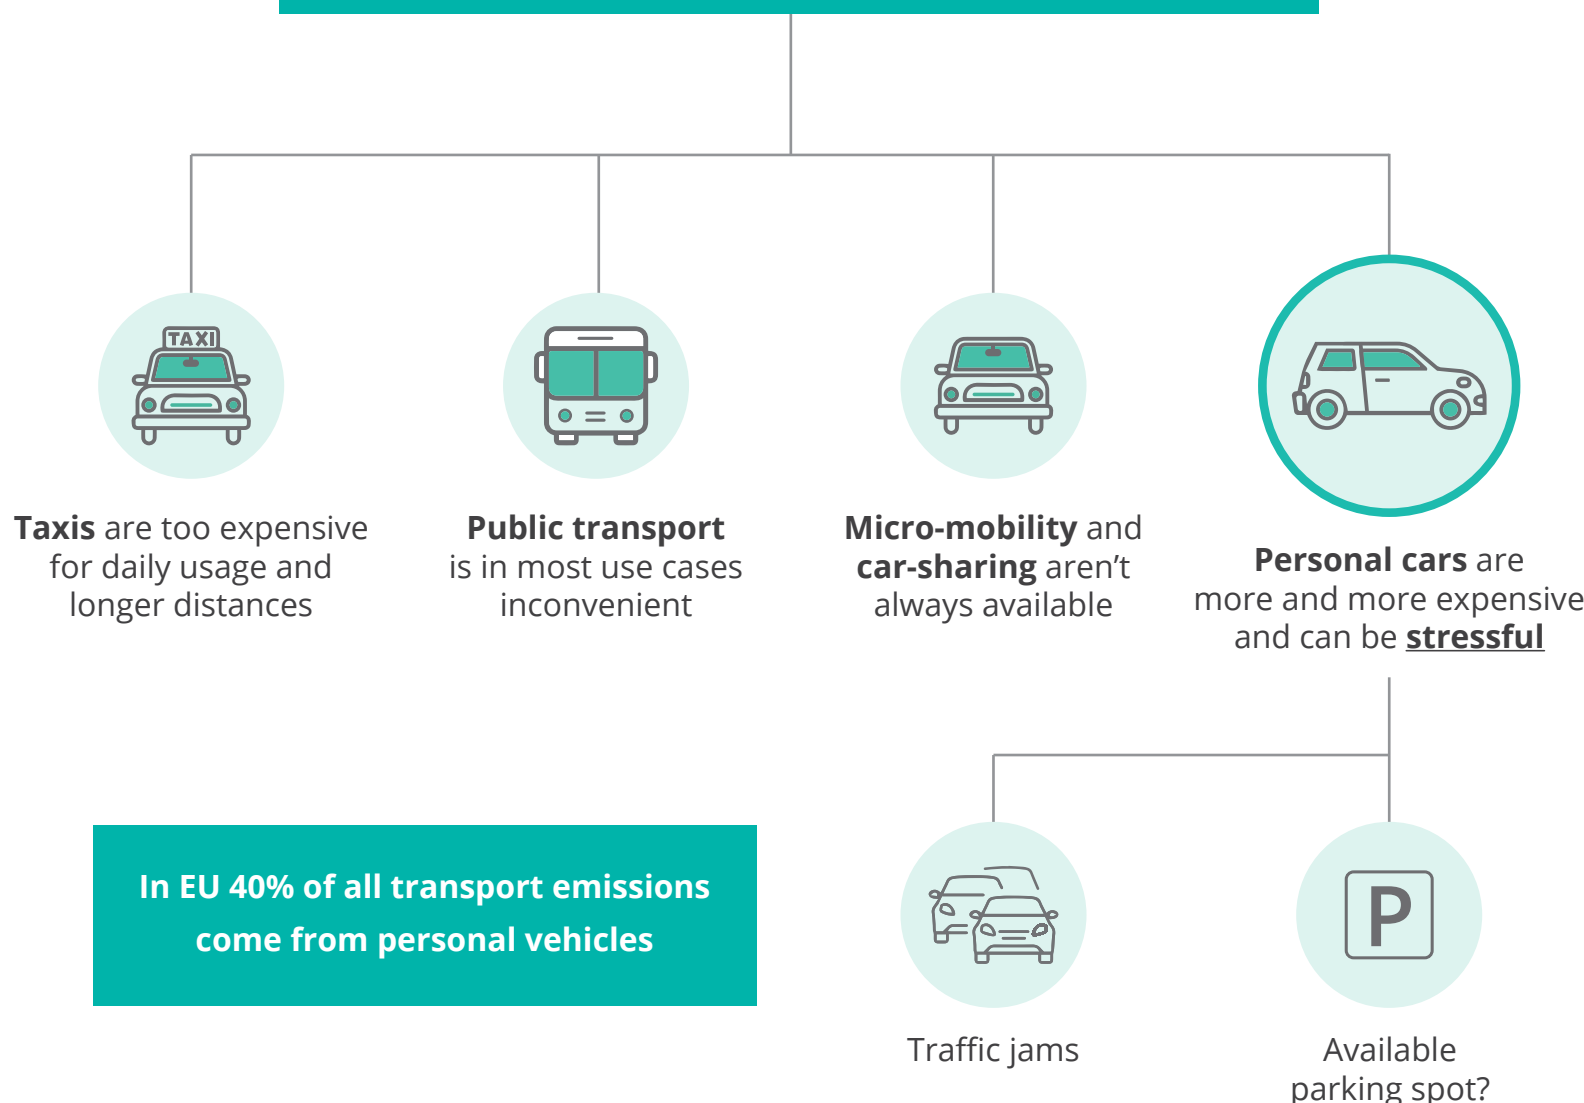 TAXI
Taxis are too expensive
for daily usage and
longer distances
Public transport
is in most use cases
inconvenient
Micro-mobility and
car-sharing aren't
always available
Personal cars are
more and more expensive
and can be stressful
In EU 40% of all transport emissions
come from personal vehicles
Traffic jams
P
Available
parking spot?